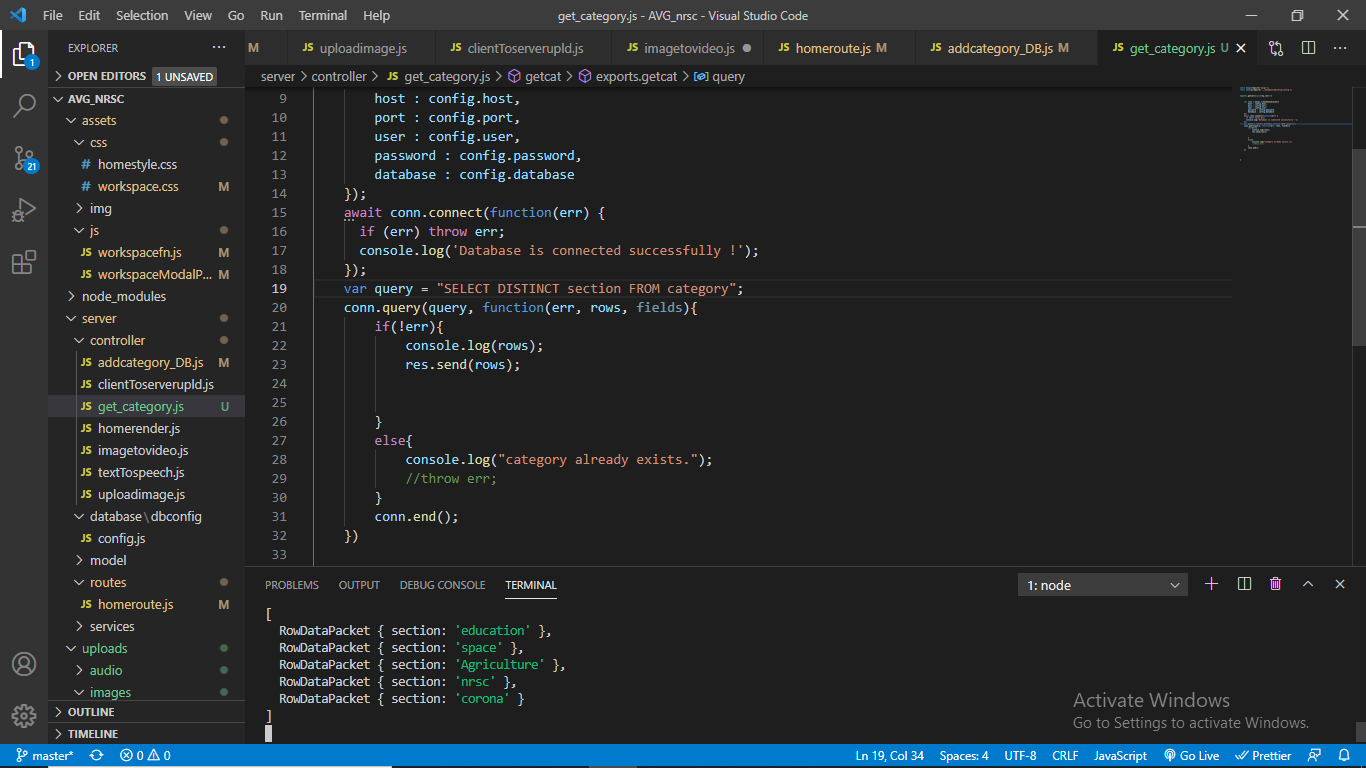 File Edit Selection View Go Run Terminal Help get_category.js - AVG_nrsc - Visual Studio Code
EXPLORER ···
M JS uploadimage.js JS clientToserverupld.js JS imagetovideo.js ● JS homeroute.js M JS addcategory_DB.js M JS get_category.js U
1
OPEN EDITORS 1 UNSAVED
AVG_NRSC
assets
css
# homestyle.css
# workspace.css M
img
js
JS workspacefn.js M
JS workspaceModalP... M
node_modules
server
controller
JS addcategory_DB.js M
JS clientToserverupld.js
JS get_category.js U
JS homerender.js
JS imagetovideo.js
JS textTospeech.js
JS uploadimage.js
database\dbconfig
JS config.js
model
routes
JS homeroute.js M
services
uploads
audio
images
OUTLINE
TIMELINE
21
server > controller > JS get_category.js > getcat > exports.getcat > query
9 host : config.host,
10 port : config.port,
11 user : config.user,
12 password : config.password,
13 database : config.database
14 });
15 await conn.connect(function(err) {
16 if (err) throw err;
17 console.log('Database is connected successfully !');
18 });
19 var query = "SELECT DISTINCT section FROM category";
20 conn.query(query, function(err, rows, fields){
21 if(!err){
22 console.log(rows);
23 res.send(rows);
24
25
26 }
27 else{
28 console.log("category already exists.");
29 //throw err;
30 }
31 conn.end();
32 })
33
PROBLEMS OUTPUT DEBUG CONSOLE TERMINAL 1: node
[
RowDataPacket { section: 'education' },
RowDataPacket { section: 'space' },
RowDataPacket { section: 'Agriculture' },
RowDataPacket { section: 'nrsc' },
RowDataPacket { section: 'corona' }
]
Activate Windows
Go to Settings to activate Windows.
master* 0 0 Ln 19, Col 34 Spaces: 4 UTF-8 CRLF JavaScript Go Live Prettier